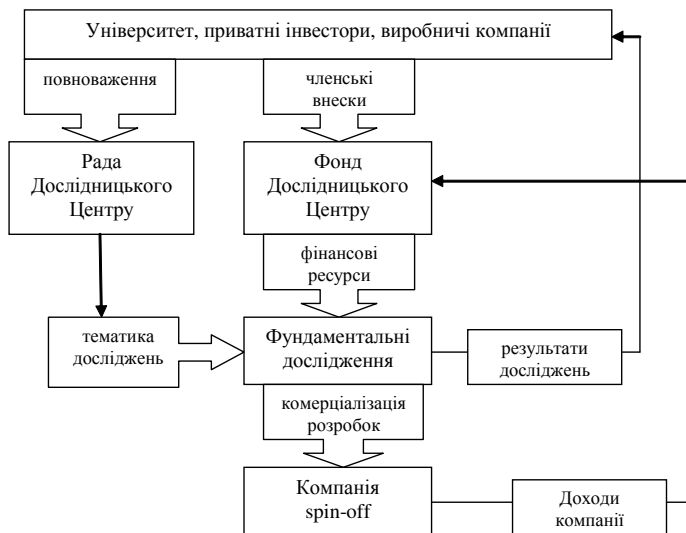 Університет, приватні інвестори, виробничі компанії
повноваження
членські
внески
Рада
Дослідницького
Центру
Фонд
Дослідницького
Центру
фінансові
ресурси
тематика
досліджень
Фундаментальні
дослідження
результати
досліджень
комерціалізація
розробок
Компанія
spin-off
Доходи
компанії